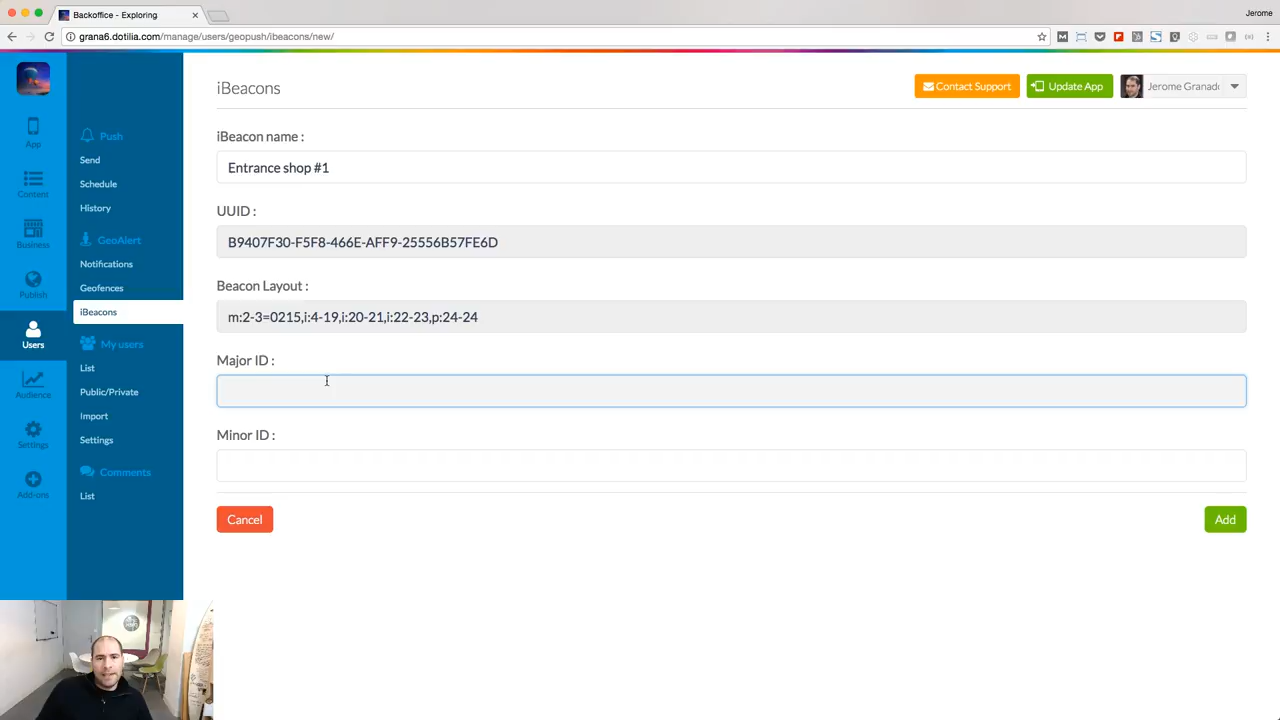 Backoffice - Exploring
Jerome
grana6.dotilia.com/manage/users/geopush/ibeacons/new/
App
Content
Business
Publish
Users
Audience
Settings
Add-ons
Push
Send
Schedule
History
GeoAlert
Notifications
Geofences
iBeacons
My users
List
Public/Private
Import
Settings
Comments
List
iBeacons
Contact Support
Update App
Jerome Granado
iBeacon name :
Entrance shop #1
UUID :
B9407F30-F5F8-466E-AFF9-25556B57FE6D
Beacon Layout :
m:2-3=0215,i:4-19,i:20-21,i:22-23,p:24-24
Major ID :
Minor ID :
Cancel
Add